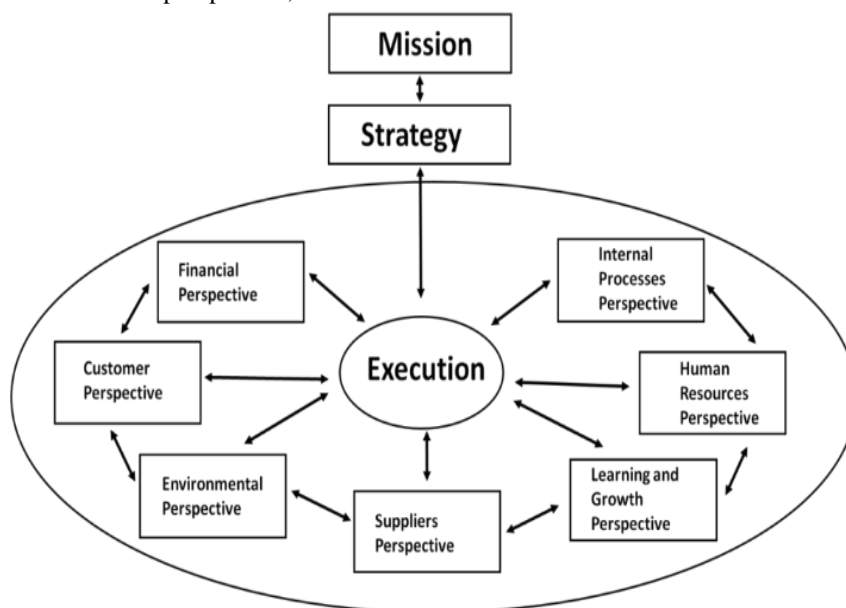 Mission
Strategy
Financial
Perspective
Internal
Processes
Perspective
Customer
Perspective
Execution
Human
Resources
Perspective
Environmental
Perspective
Suppliers
Perspective
Learning and
Growth
Perspective